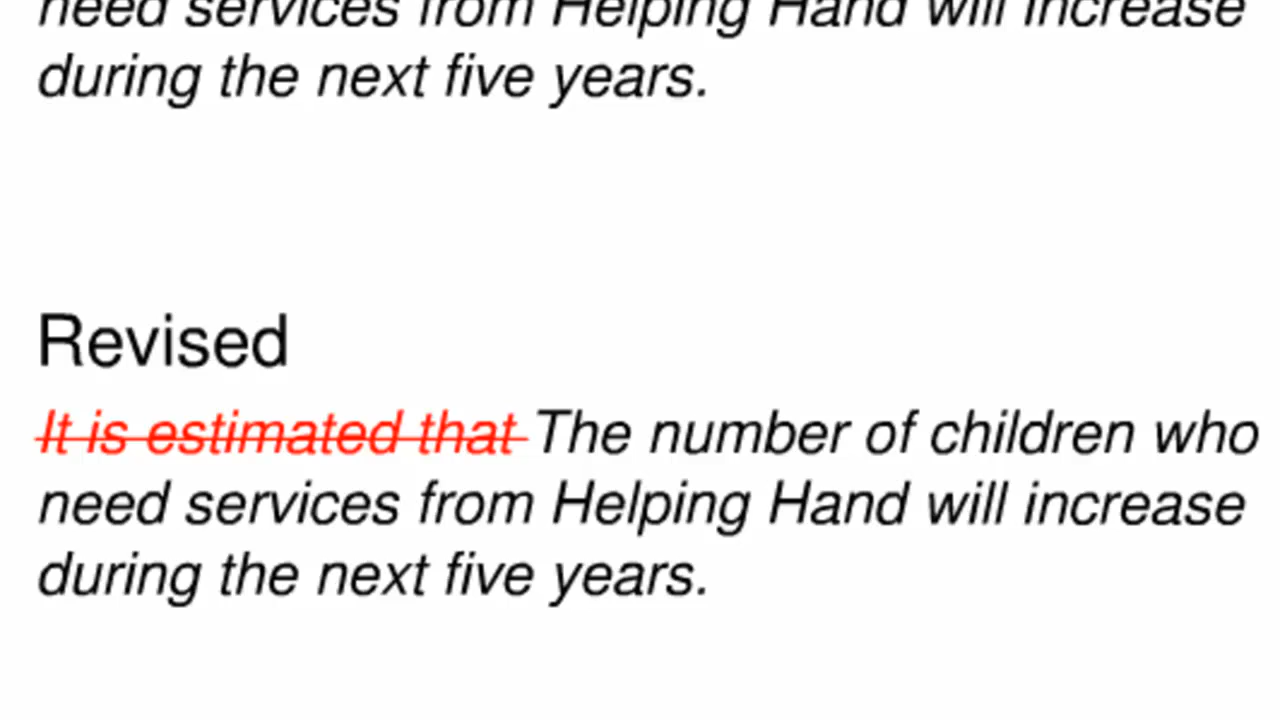 need services from Helping Hand will increase
during the next five years.
Revised
It is estimated that The number of children who
need services from Helping Hand will increase
during the next five years.